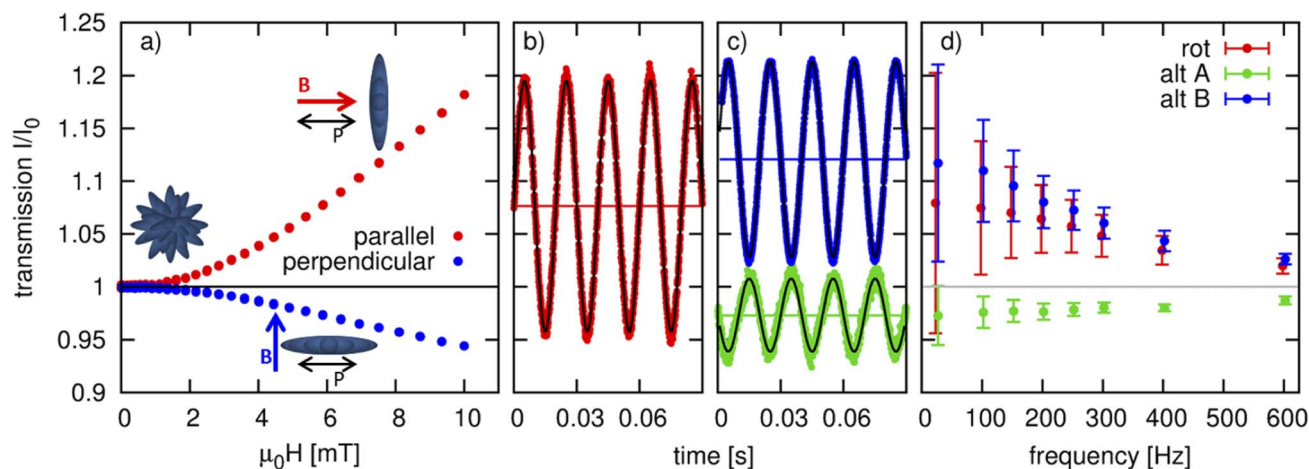 transmission I/I₀
1.25
1.2
1.15
1.1
1.05
1
0.95
0.9
a)
B
P
parallel
perpendicular
B
P
0 2 4 6 8 10
μ₀H [mT]
b)
0 0.03 0.06
c)
0 0.03 0.06
time [s]
d)
rot
alt A
alt B
0 100 200 300 400 500 600
frequency [Hz]